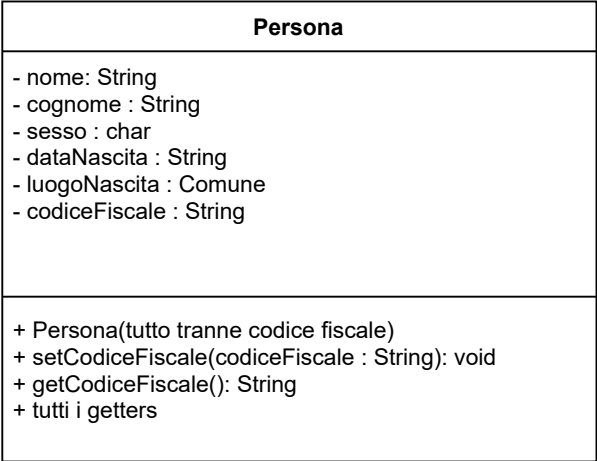 Persona
- nome: String
- cognome : String
- sesso : char
- dataNascita : String
- luogoNascita : Comune
- codiceFiscale : String
+ Persona(tutto tranne codice fiscale)
+ setCodiceFiscale(codiceFiscale : String): void
+ getCodiceFiscale(): String
+ tutti i getters